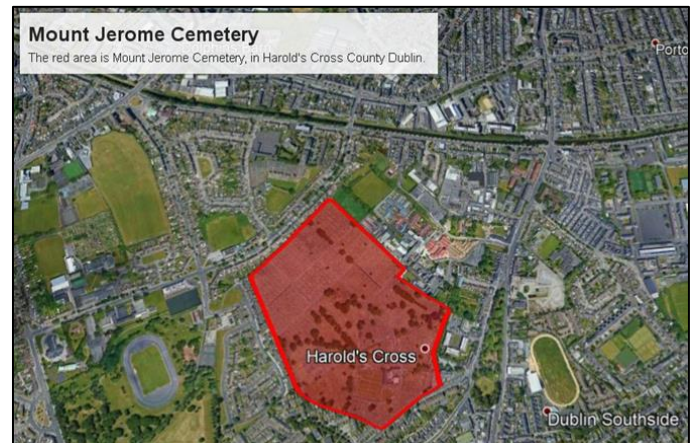 Mount Jerome Cemetery
The red area is Mount Jerome Cemetery, in Harold's Cross County Dublin.
Porto
Harold's Cross
Dublin Southside